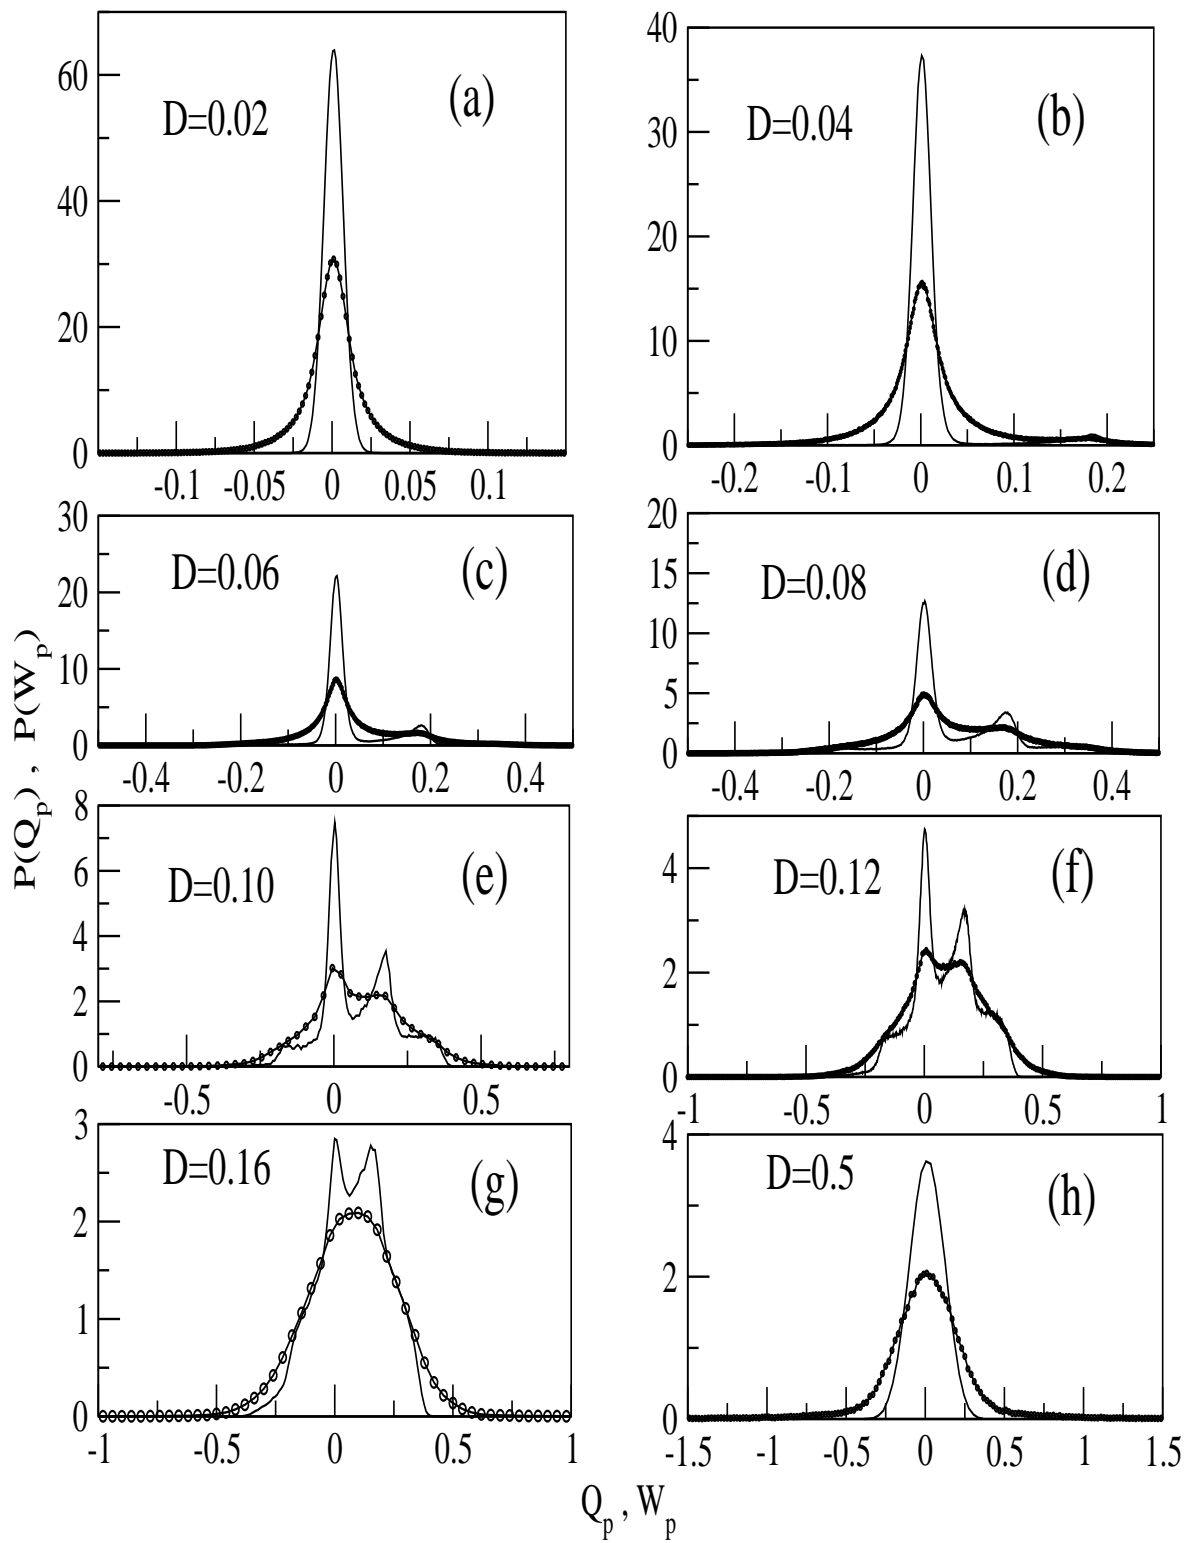 (a)
D=0.02
60
40
20
0
-0.1 -0.05 0 0.05 0.1
(b)
D=0.04
40
30
20
10
0
-0.2 -0.1 0 0.1 0.2
(c)
D=0.06
30
20
10
0
-0.4 -0.2 0 0.2 0.4
(d)
D=0.08
20
15
10
5
0
-0.4 -0.2 0 0.2 0.4
(e)
D=0.10
8
6
4
2
0
-0.5 0 0.5
(f)
D=0.12
4
2
0
-1 -0.5 0 0.5 1
(g)
D=0.16
3
2
1
0
-1 -0.5 0 0.5 1
(h)
D=0.5
4
2
0
-1.5 -1 -0.5 0 0.5 1 1.5
P(Qp) , P(Wp)
Qp , Wp